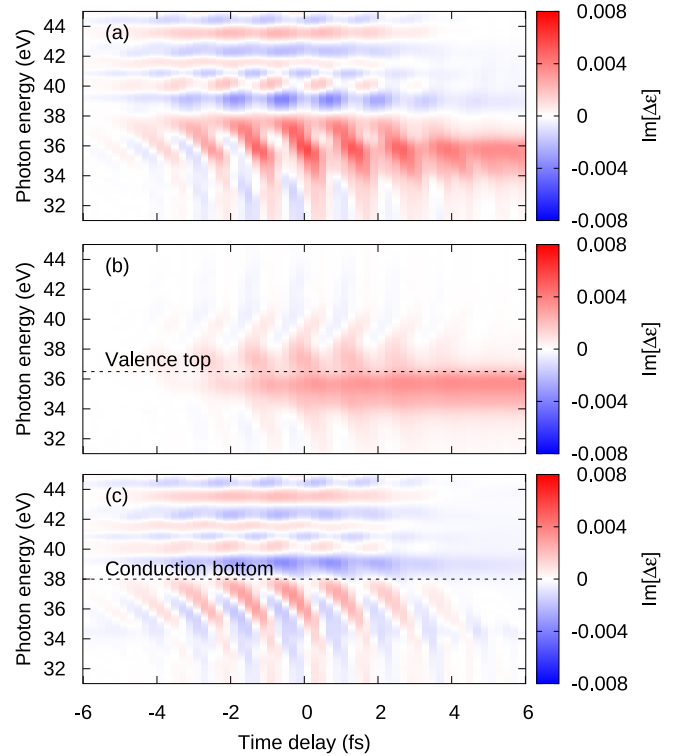 (a)
Photon energy (eV)
44
42
40
38
36
34
32
0.008
0.004
0
-0.004
-0.008
Im[Δε]
(b)
Photon energy (eV)
44
42
40
38
36
34
32
Valence top
0.008
0.004
0
-0.004
-0.008
Im[Δε]
(c)
Photon energy (eV)
44
42
40
38
36
34
32
Conduction bottom
0.008
0.004
0
-0.004
-0.008
Im[Δε]
-6 -4 -2 0 2 4 6
Time delay (fs)